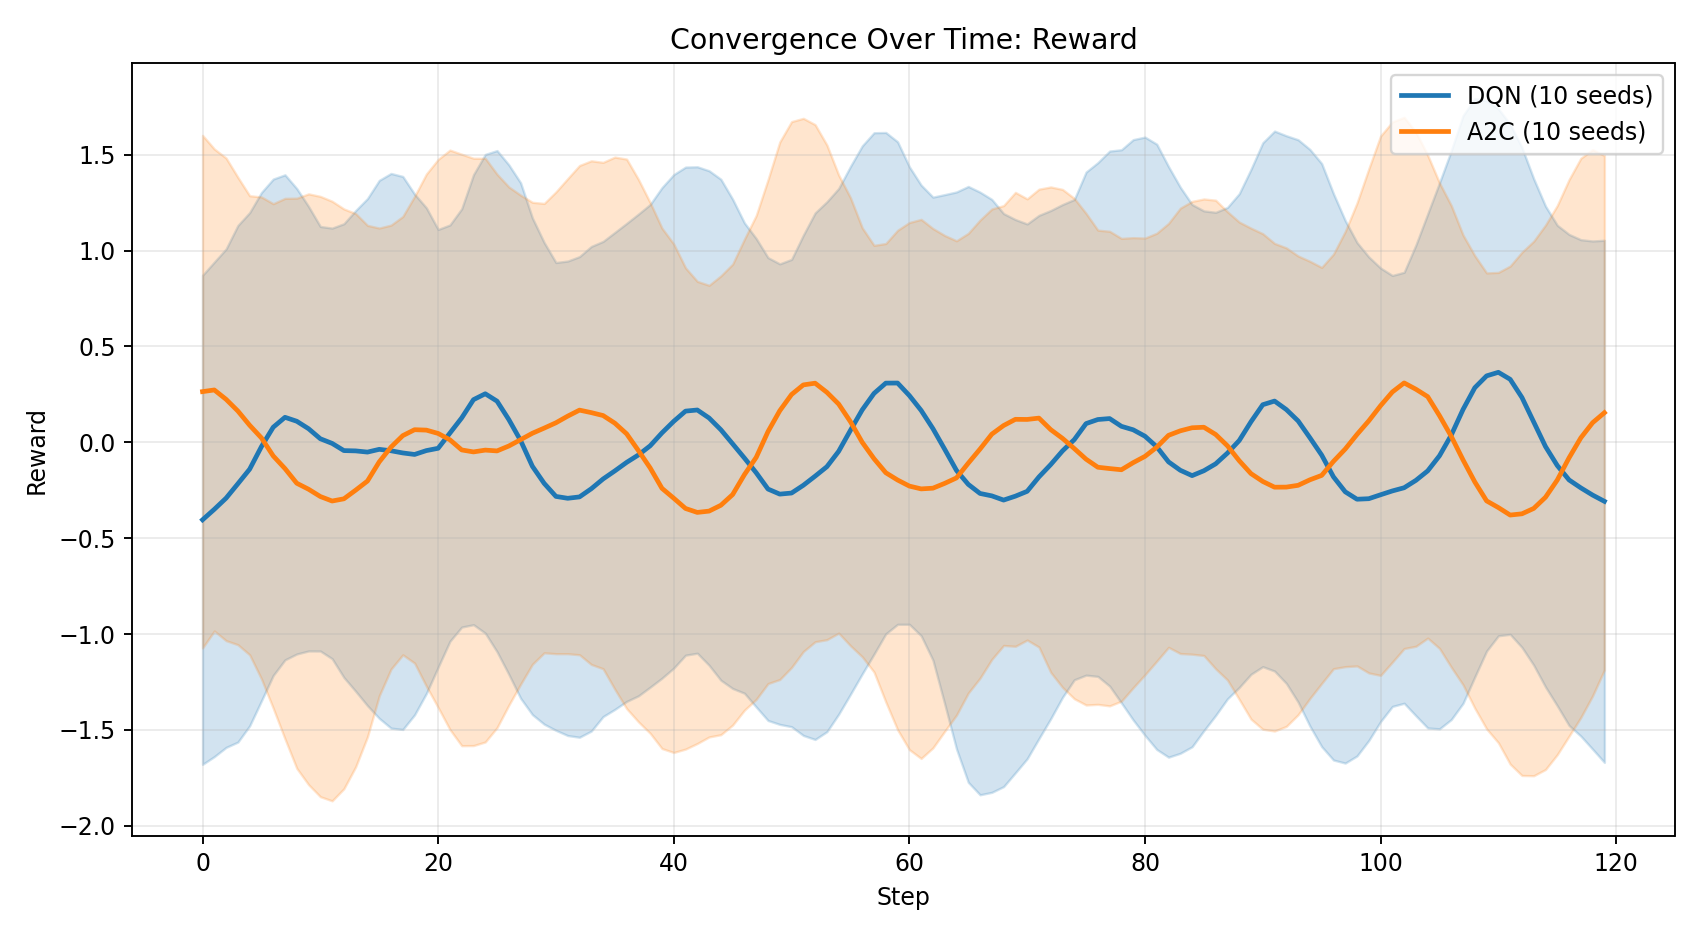 Convergence Over Time: Reward
DQN (10 seeds)
A2C (10 seeds)
1.5
1.0
0.5
0.0
−0.5
−1.0
−1.5
−2.0
Reward
0 20 40 60 80 100 120
Step